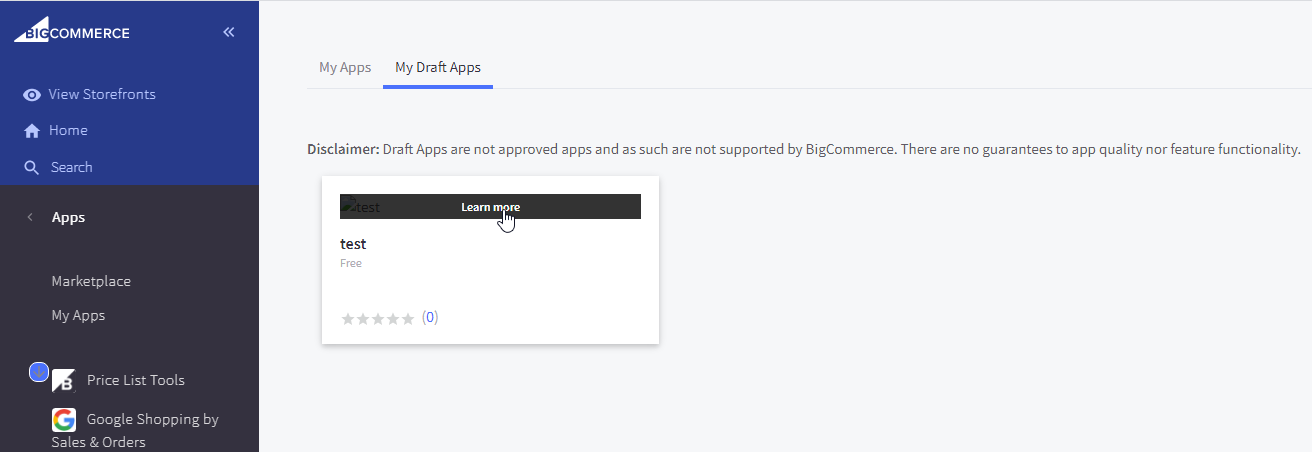 BIGCOMMERCE
View Storefronts
Home
Search
Apps
Marketplace
My Apps
Price List Tools
Google Shopping by
Sales & Orders
My Apps
My Draft Apps
Disclaimer: Draft Apps are not approved apps and as such are not supported by BigCommerce. There are no guarantees to app quality nor feature functionality.
test
Learn more
test
Free
(0)